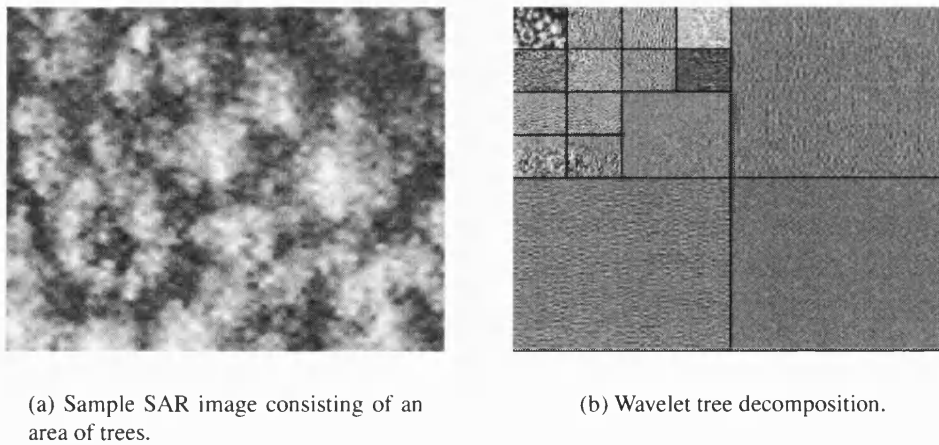 (a) Sample SAR image consisting of an
area of trees.
(b) Wavelet tree decomposition.